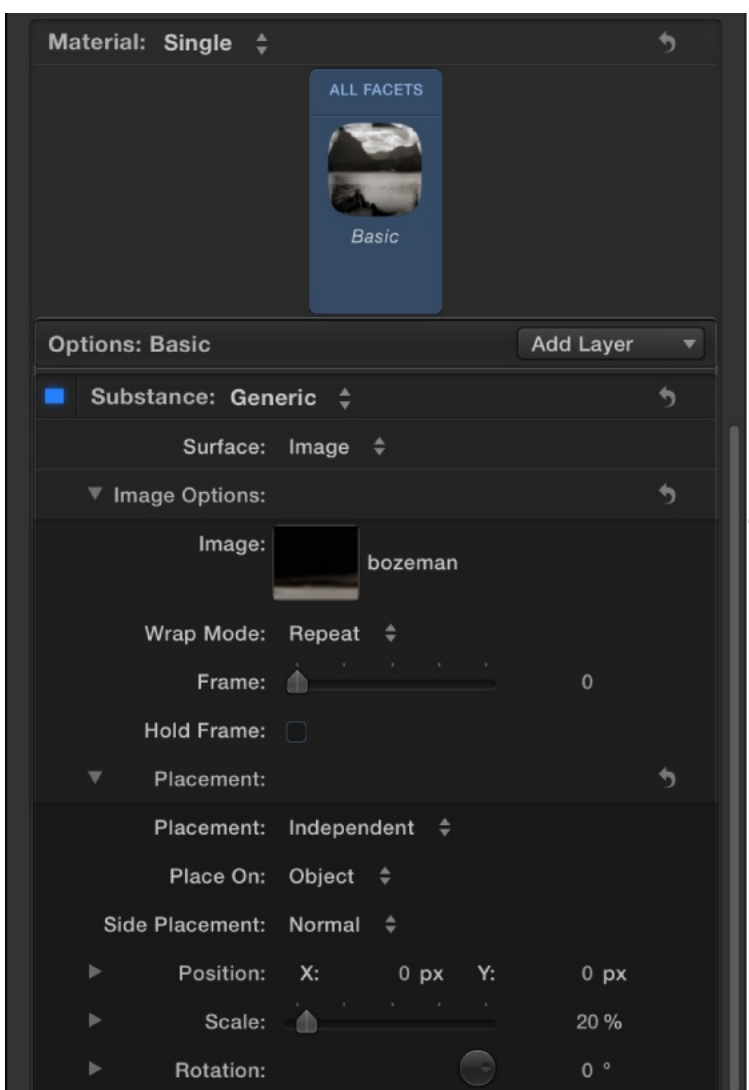 Material: Single
ALL FACETS
Basic
Options: Basic Add Layer
Substance: Generic
Surface: Image
Image Options:
Image: bozeman
Wrap Mode: Repeat
Frame: 0
Hold Frame:
Placement:
Placement: Independent
Place On: Object
Side Placement: Normal
Position: X: 0 px Y: 0 px
Scale: 20 %
Rotation: 0 °